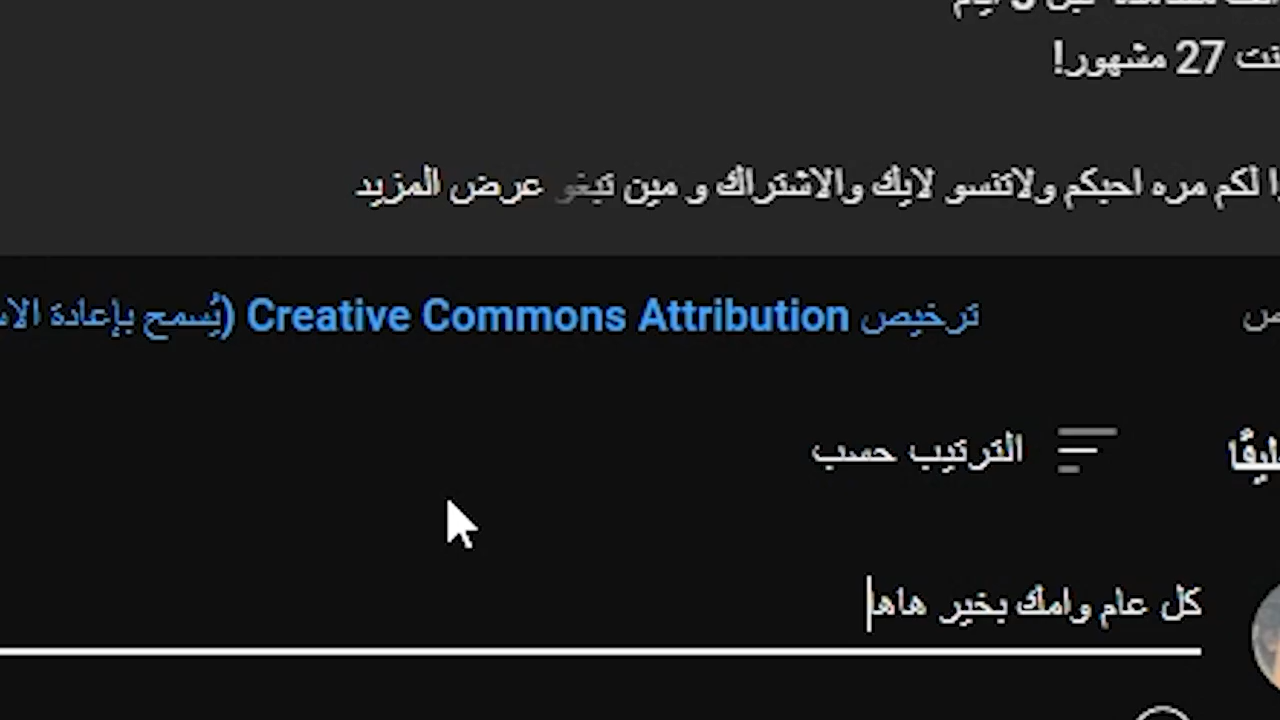 27 مشهور!
لكم مره احبكم ولاتنسو لايك والاشتراك و مين تبغو عرض المزيد
ترخيص Creative Commons Attribution (يُسمح بإعادة
الترتيب حسب
كل عام وامك بخير هاها